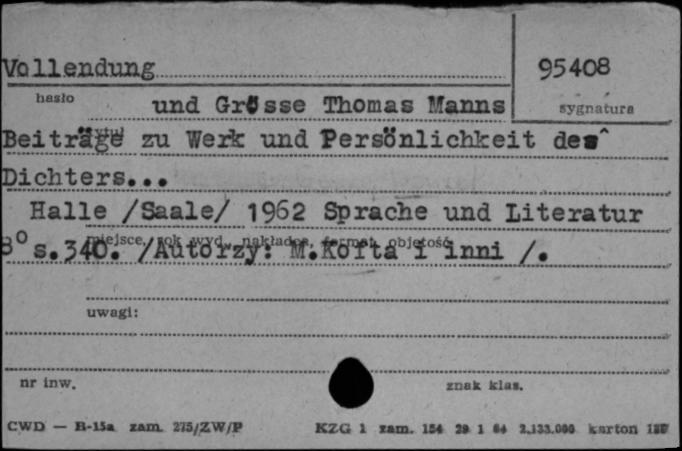 Vollendung
95408
hasło
und Grösse Thomas Manns
sygnatura
Beiträge zu Werk und Persönlichkeit des
tytuł
Dichters...
Halle /Saale/ 1962 Sprache und Literatur
miejsce, rok wyd., nakładca, format, objętość
8° s.340. /Autorzy: M.Kofta i inni /.
uwagi:
nr inw.
znak klas.
CWD — B-15a zam. 275/ZW/P
KZG 1 zam. 154 29 1 64 2.133.000 karton